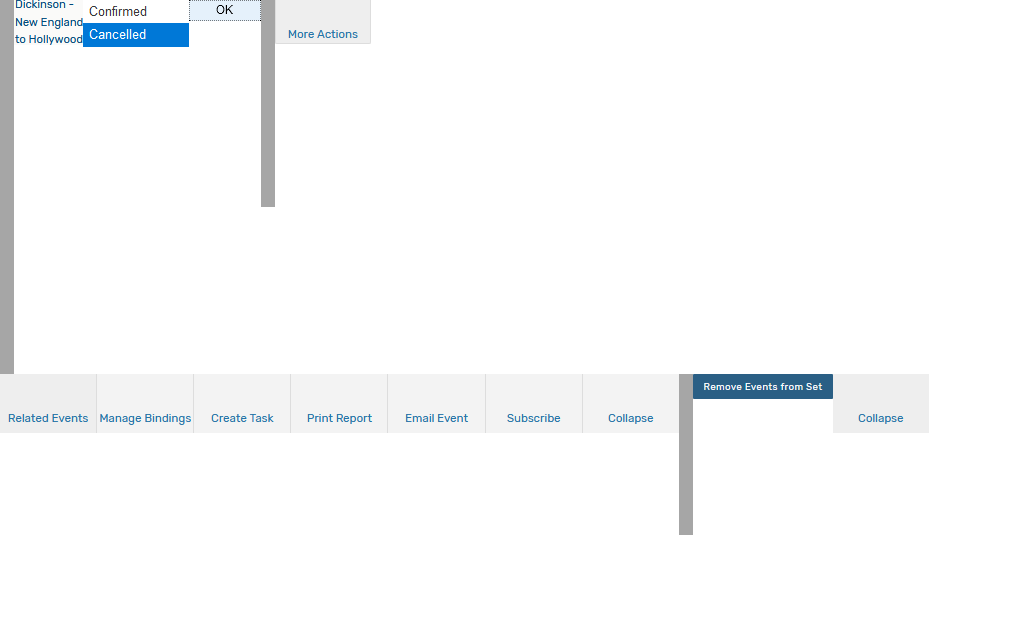 Dickinson -
New England
to Hollywood
Confirmed
Cancelled
OK
More Actions
Related Events
Manage Bindings
Create Task
Print Report
Email Event
Subscribe
Collapse
Remove Events from Set
Collapse